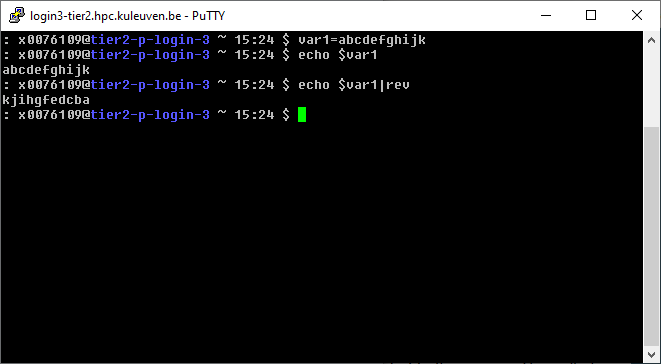 login3-tier2.hpc.kuleuven.be - PuTTY
: x0076109@tier2-p-login-3 ~ 15:24 $ var1=abcdefghijk
: x0076109@tier2-p-login-3 ~ 15:24 $ echo $var1
abcdefghijk
: x0076109@tier2-p-login-3 ~ 15:24 $ echo $var1|rev
kjihgfedcba
: x0076109@tier2-p-login-3 ~ 15:24 $